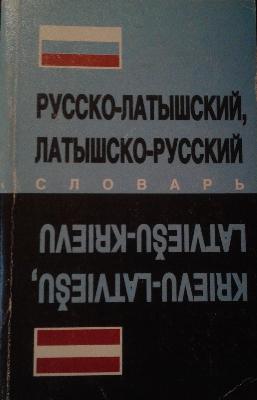 РУССКО-ЛАТЫШСКИЙ,
ЛАТЫШСКО-РУССКИЙ
СЛОВАРЬ
KRIEVU-LATVIEŠU,
LATVIEŠU-KRIEVU